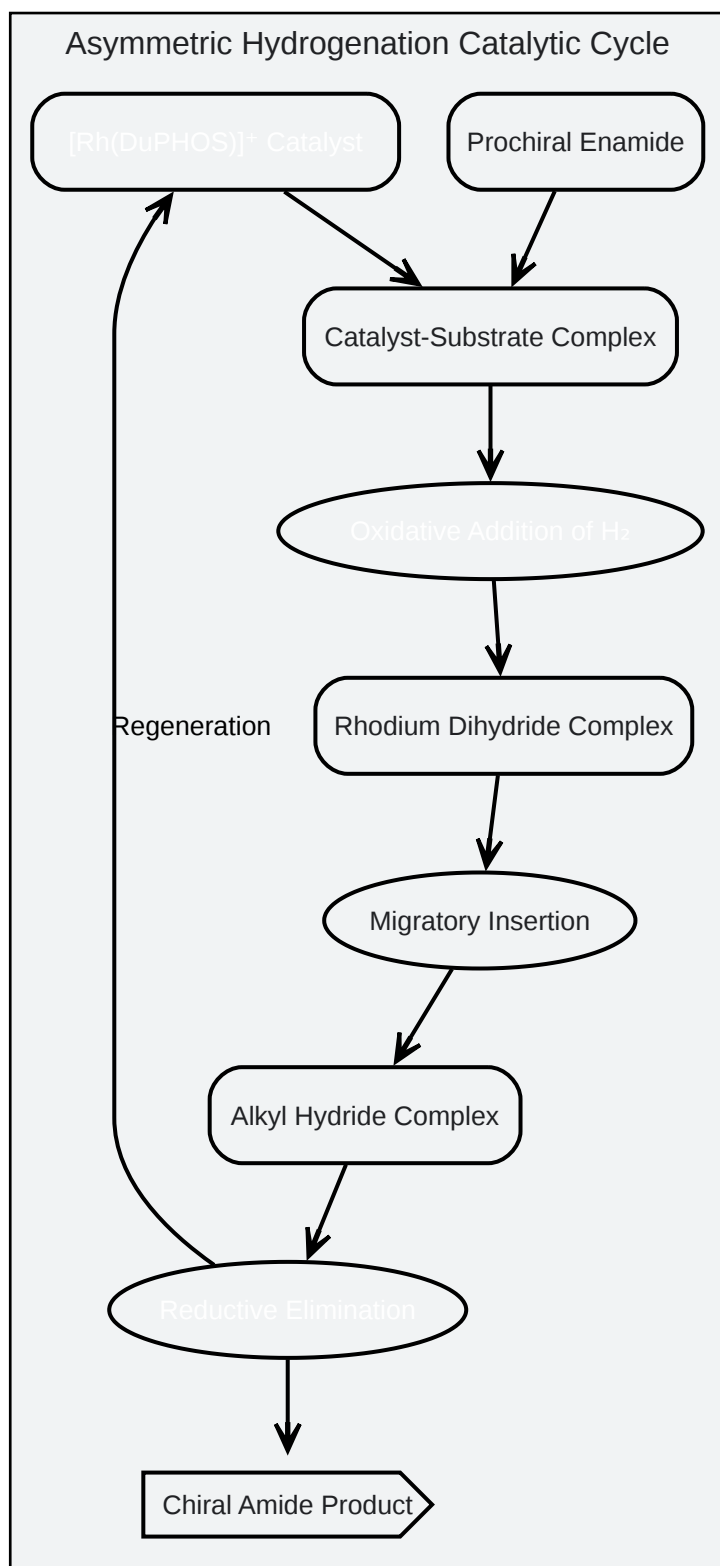 Asymmetric Hydrogenation Catalytic Cycle
[Rh(DuPHOS)]⁺ Catalyst
Prochiral Enamide
Catalyst-Substrate Complex
Oxidative Addition of H₂
Rhodium Dihydride Complex
Regeneration
Migratory Insertion
Alkyl Hydride Complex
Reductive Elimination
Chiral Amide Product